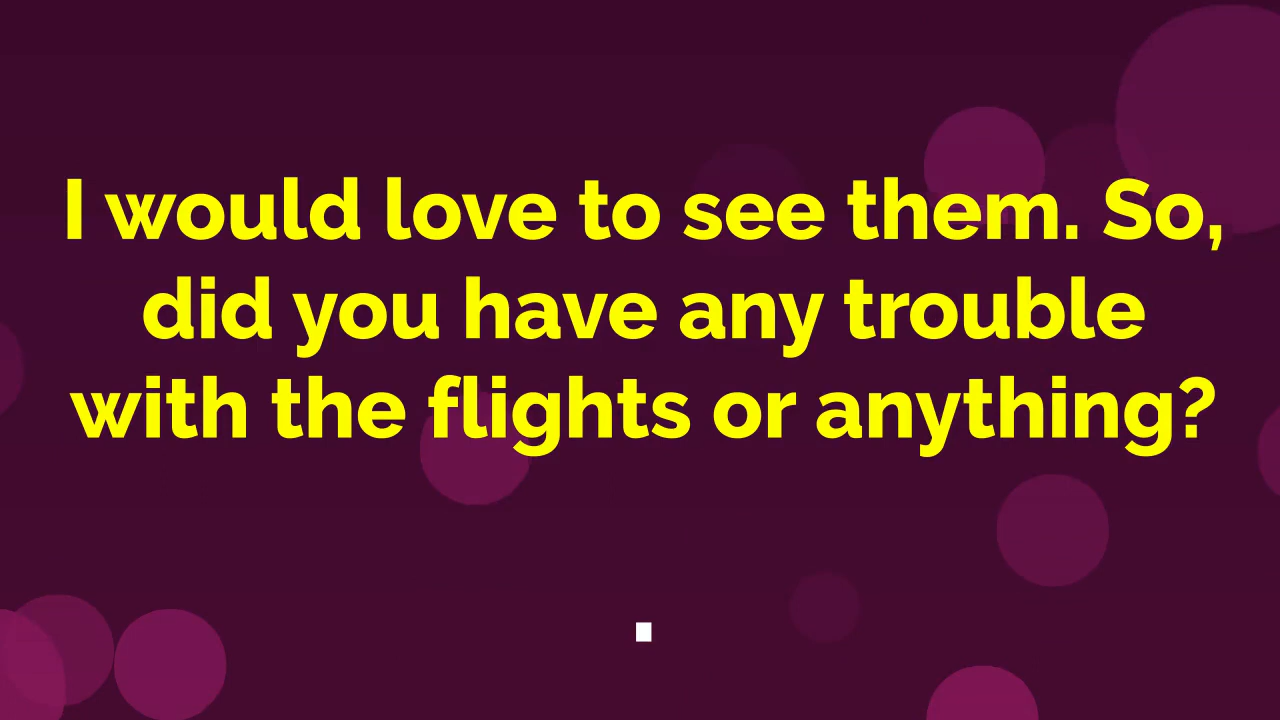 I would love to see them. So,
did you have any trouble
with the flights or anything?
.